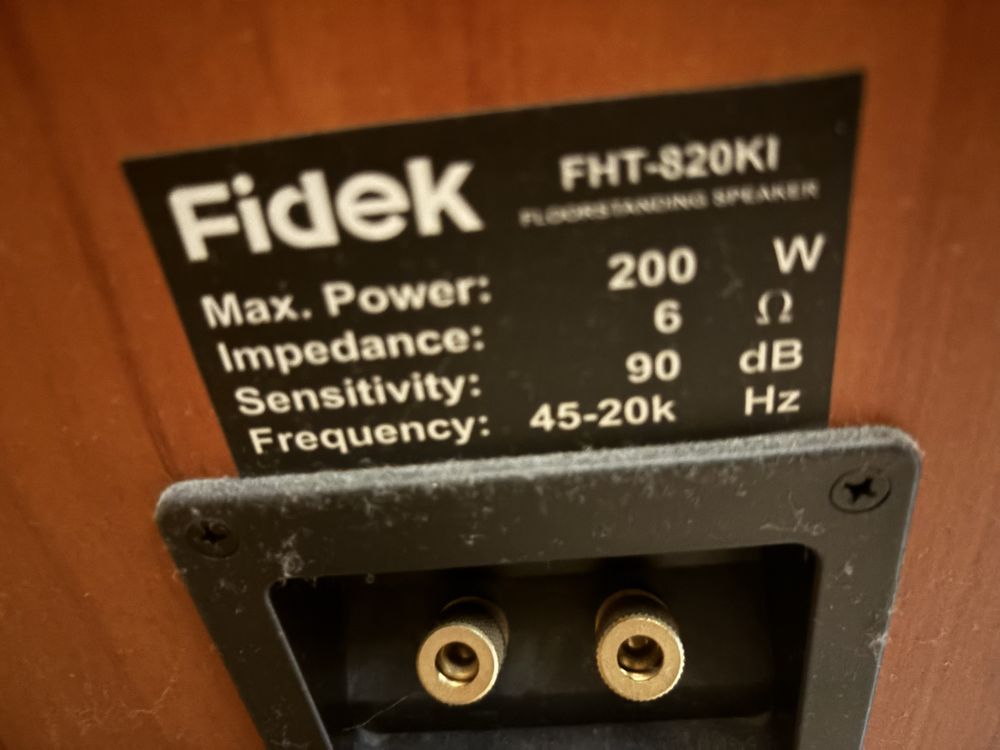 Fidek
FHT-820KI
FLOORSTANDING SPEAKER
Max. Power: 200 W
Impedance: 6 Ω
Sensitivity: 90 dB
Frequency: 45-20k Hz